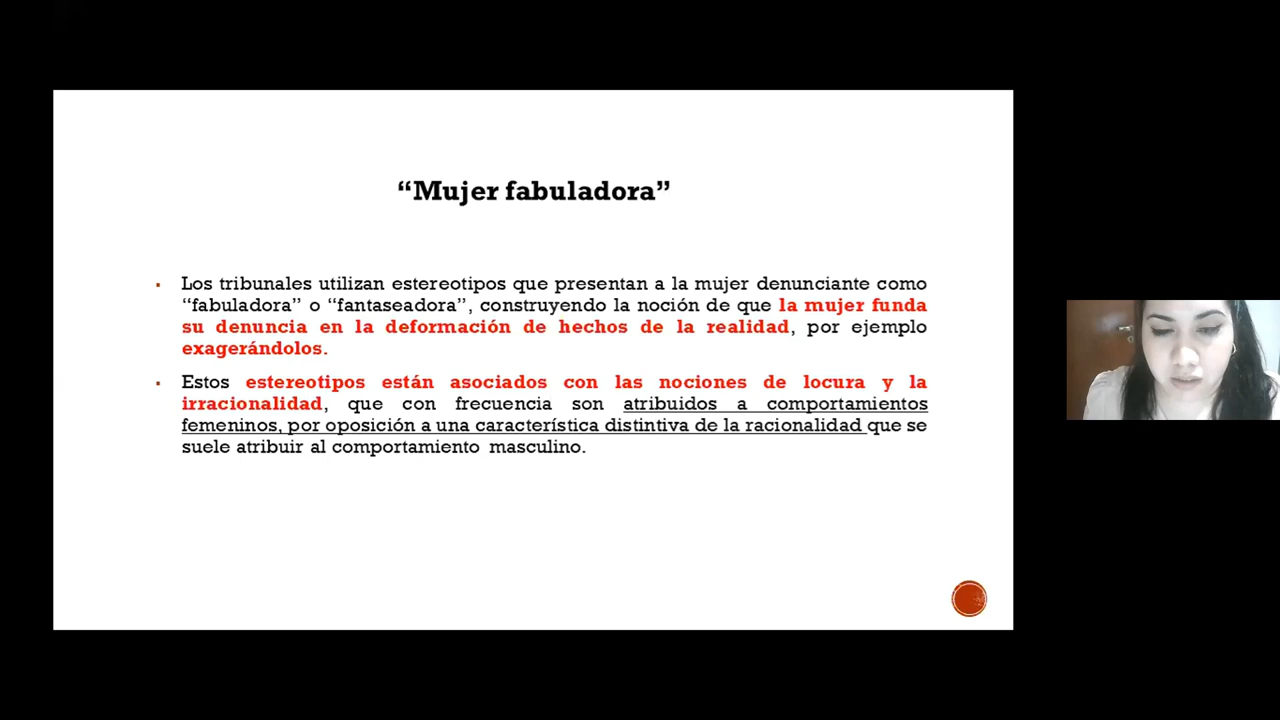 “Mujer fabuladora”
▪ Los tribunales utilizan estereotipos que presentan a la mujer denunciante como
“fabuladora” o “fantaseadora”, construyendo la noción de que la mujer funda
su denuncia en la deformación de hechos de la realidad, por ejemplo
exagerándolos.
▪ Estos estereotipos están asociados con las nociones de locura y la
irracionalidad, que con frecuencia son atribuidos a comportamientos
femeninos, por oposición a una característica distintiva de la racionalidad que se
suele atribuir al comportamiento masculino.